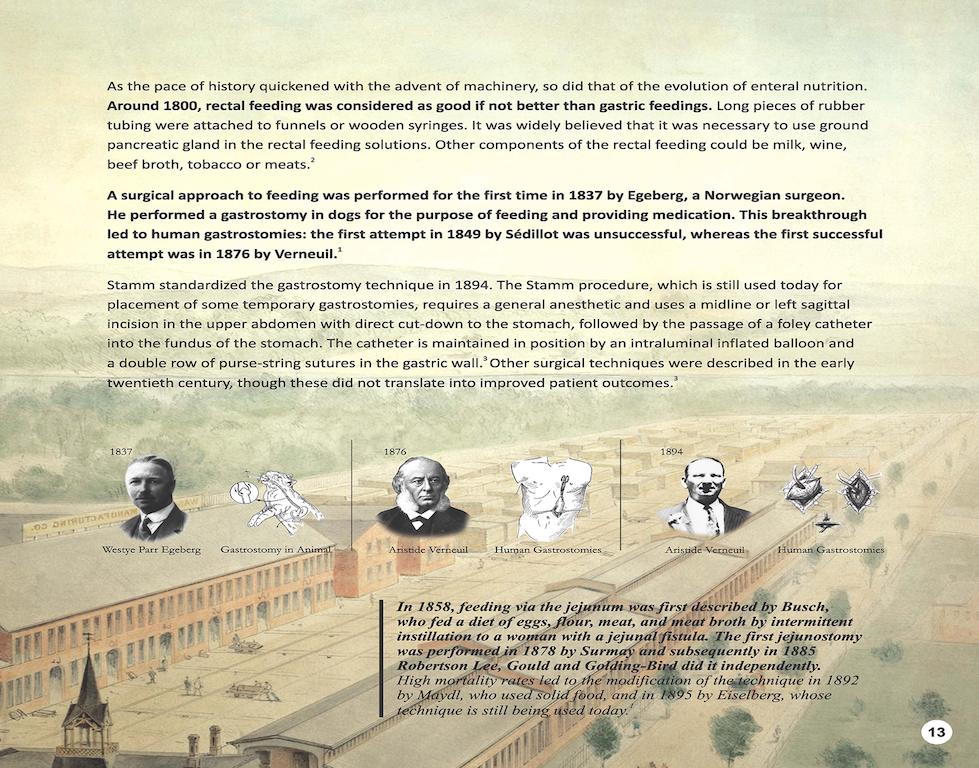 As the pace of history quickened with the advent of machinery, so did that of the evolution of enteral nutrition.
Around 1800, rectal feeding was considered as good if not better than gastric feedings. Long pieces of rubber
tubing were attached to funnels or wooden syringes. It was widely believed that it was necessary to use ground
pancreatic gland in the rectal feeding solutions. Other components of the rectal feeding could be milk, wine,
beef broth, tobacco or meats.²
A surgical approach to feeding was performed for the first time in 1837 by Egeberg, a Norwegian surgeon.
He performed a gastrostomy in dogs for the purpose of feeding and providing medication. This breakthrough
led to human gastrostomies: the first attempt in 1849 by Sédillot was unsuccessful, whereas the first successful
attempt was in 1876 by Verneuil.¹
Stamm standardized the gastrostomy technique in 1894. The Stamm procedure, which is still used today for
placement of some temporary gastrostomies, requires a general anesthetic and uses a midline or left sagittal
incision in the upper abdomen with direct cut-down to the stomach, followed by the passage of a foley catheter
into the fundus of the stomach. The catheter is maintained in position by an intraluminal inflated balloon and
a double row of purse-string sutures in the gastric wall.³ Other surgical techniques were described in the early
twentieth century, though these did not translate into improved patient outcomes.³
1837
1876
1894
MANUFACTURING CO.
Westye Parr Egeberg
Gastrostomy in Animal
Aristide Verneuil
Human Gastrostomies
Aristide Verneuil
Human Gastrostomies
In 1858, feeding via the jejunum was first described by Busch,
who fed a diet of eggs, flour, meat, and meat broth by intermittent
instillation to a woman with a jejunal fistula. The first jejunostomy
was performed in 1878 by Surmay and subsequently in 1885
Robertson Lee, Gould and Golding-Bird did it independently.
High mortality rates led to the modification of the technique in 1892
by Maydl, who used solid food, and in 1895 by Eiselberg, whose
technique is still being used today.¹
13